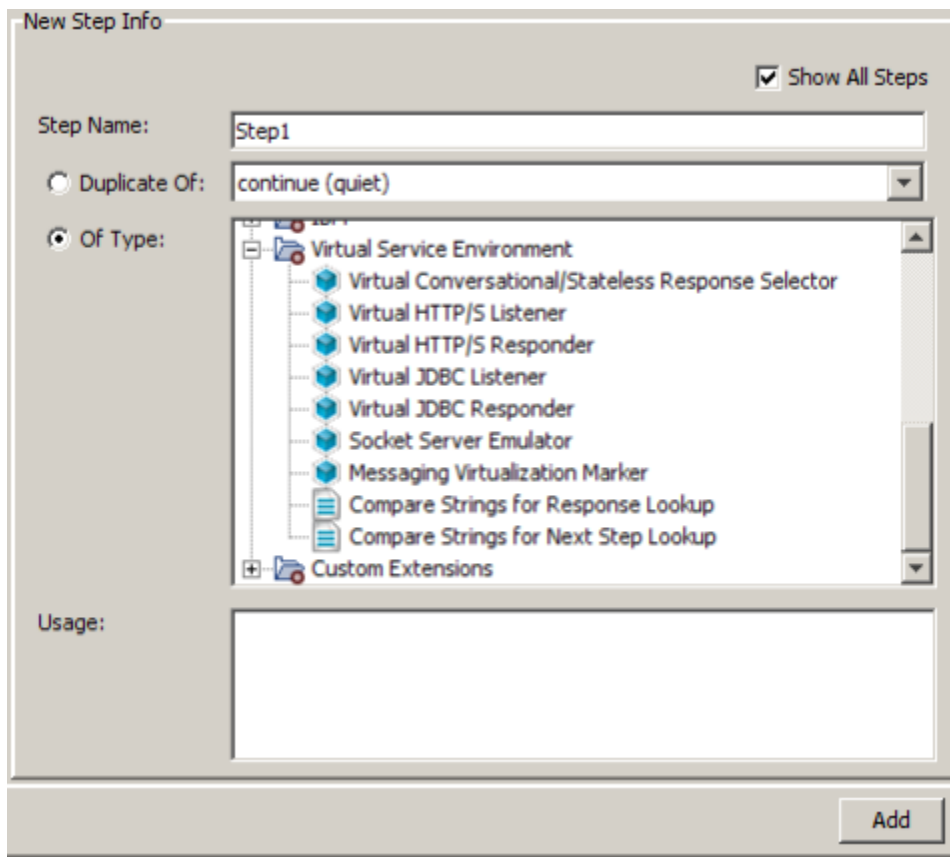 New Step Info
Show All Steps
Step Name:
Step1
Duplicate Of:
continue (quiet)
Of Type:
Virtual Service Environment
Virtual Conversational/Stateless Response Selector
Virtual HTTP/S Listener
Virtual HTTP/S Responder
Virtual JDBC Listener
Virtual JDBC Responder
Socket Server Emulator
Messaging Virtualization Marker
Compare Strings for Response Lookup
Compare Strings for Next Step Lookup
Custom Extensions
Usage:
Add